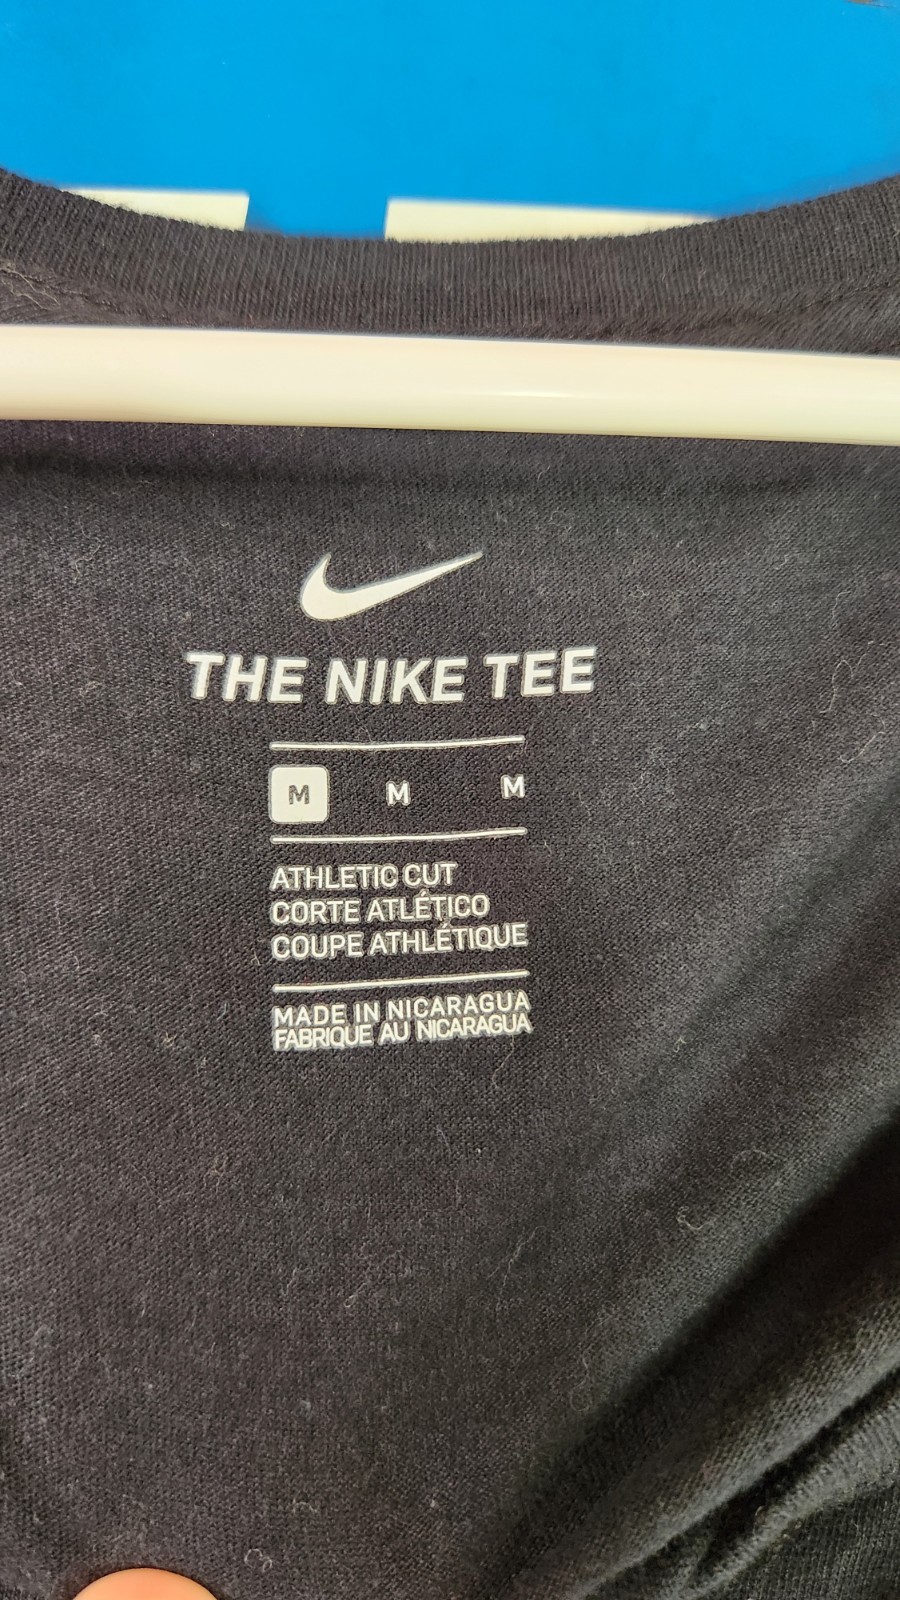 THE NIKE TEE
M M M
ATHLETIC CUT
CORTE ATLÉTICO
COUPE ATHLÉTIQUE
MADE IN NICARAGUA
FABRIQUE AU NICARAGUA